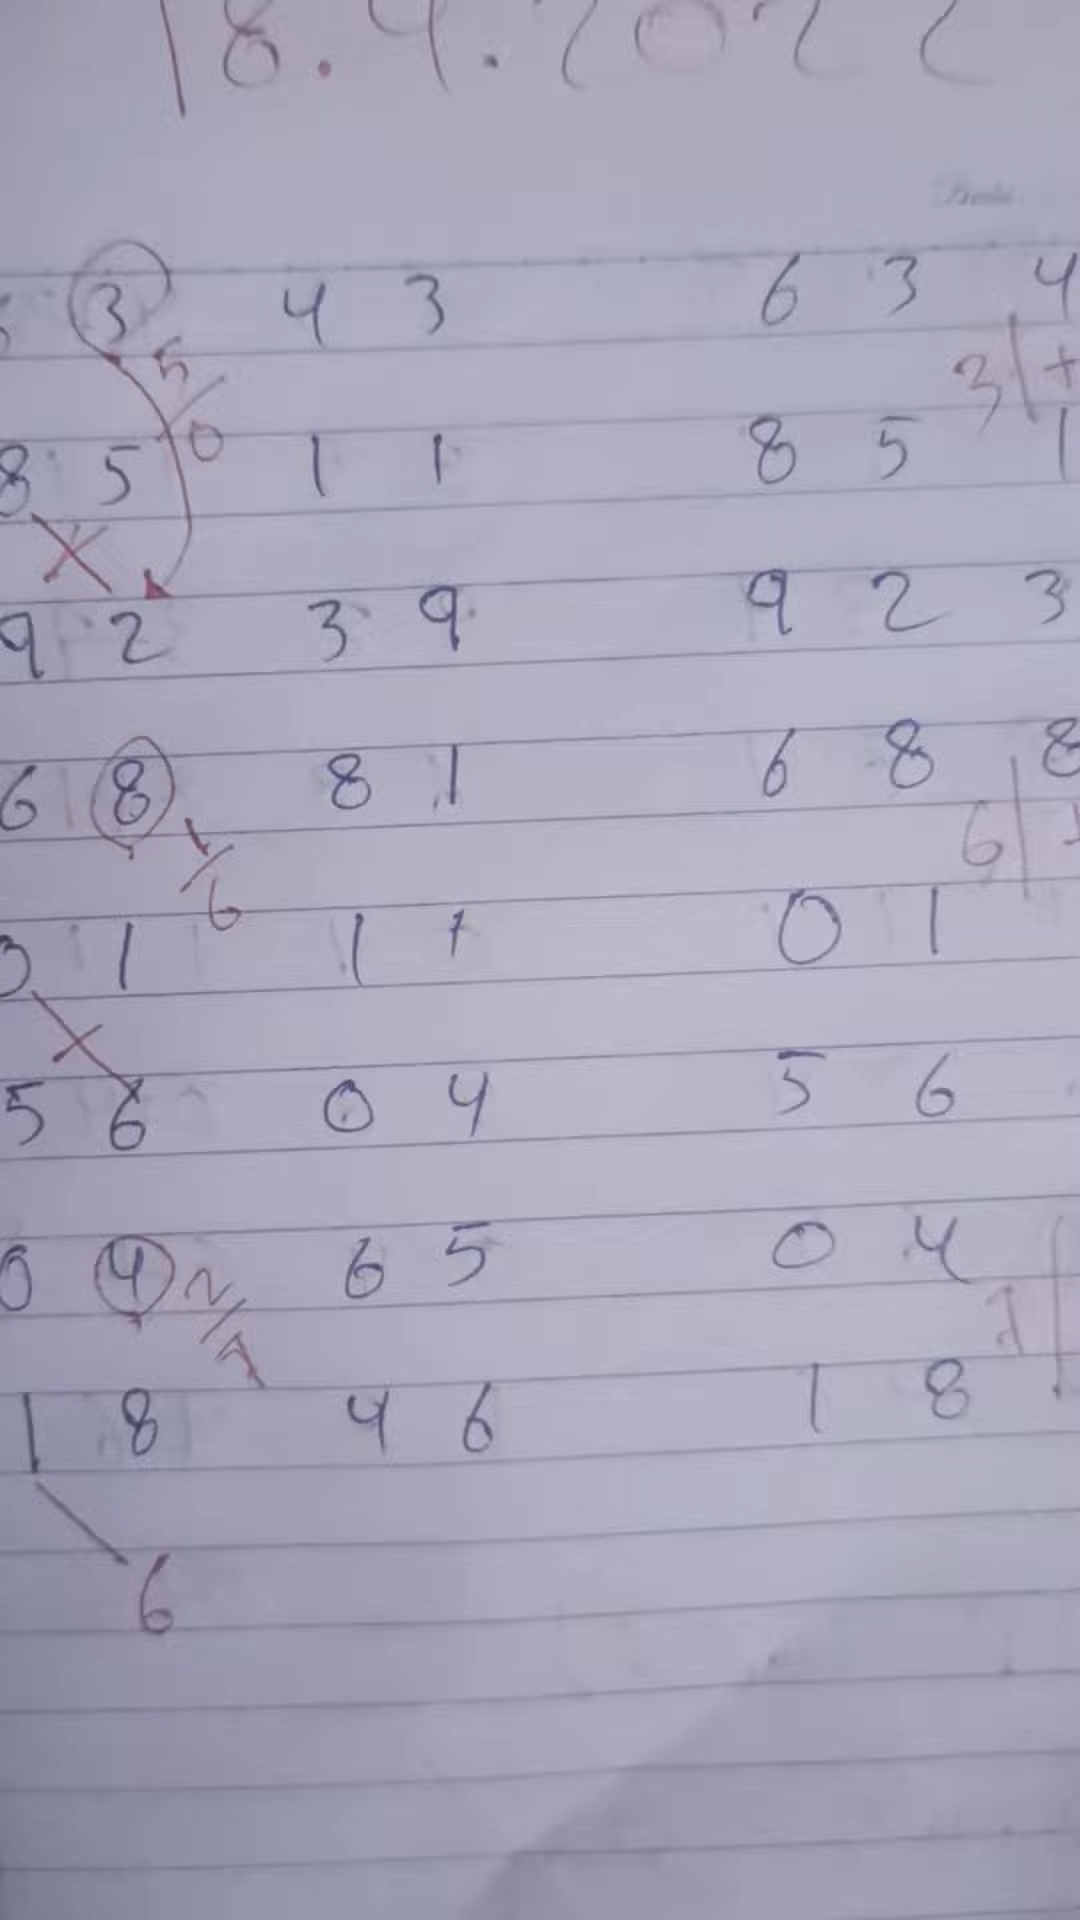 18.4.2022
3 4 3 6 3 4
5/0 3 | +
8 5 1 1 8 5 1
9 2 3 9 9 2 3
6 8 8 1 6 8 8
1/6 6 |
0 1 1 1 0 1
5 6 0 4 5 6
0 4 6 5 0 4
2/7 7 |
1 8 4 6 1 8
6